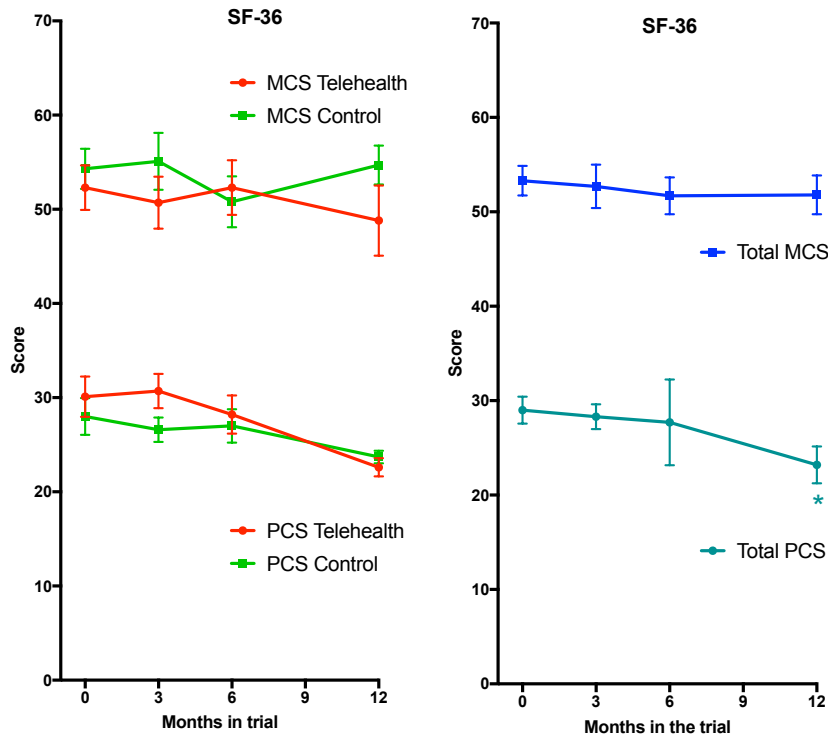 SF-36
MCS Telehealth
MCS Control
PCS Telehealth
PCS Control
Score
70
60
50
40
30
20
10
0
0 3 6 9 12
Months in trial
SF-36
Total MCS
*
Total PCS
Score
70
60
50
40
30
20
10
0
0 3 6 9 12
Months in the trial